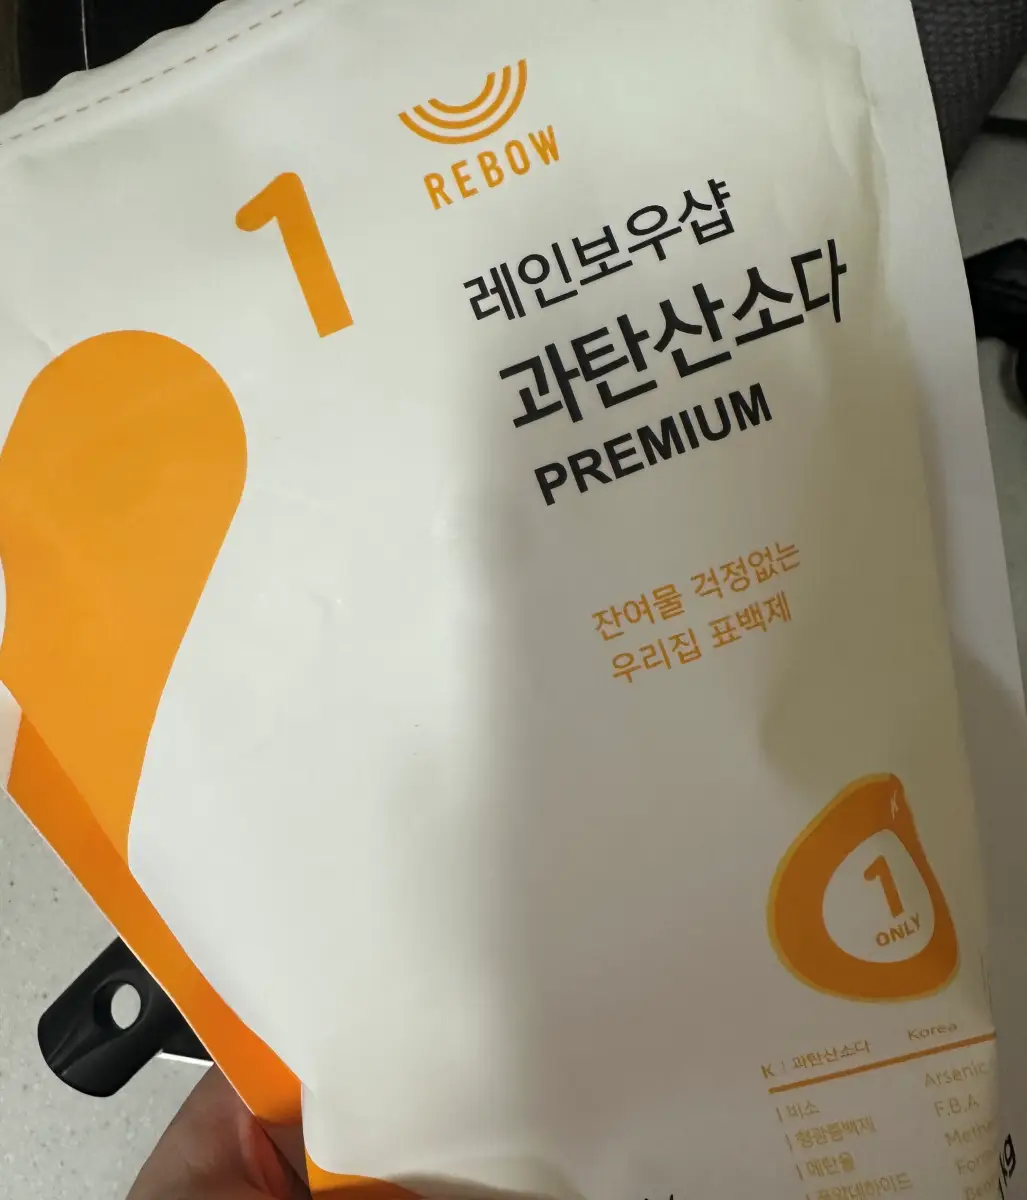 REBOW
1
레인보우샵
과탄산소다
PREMIUM
잔여물 걱정없는
우리집 표백제
K
1
ONLY
K | 과탄산소다 Korea
| 비소 Arsenic
| 형광증백제 F.B.A
| 메탄올
kg